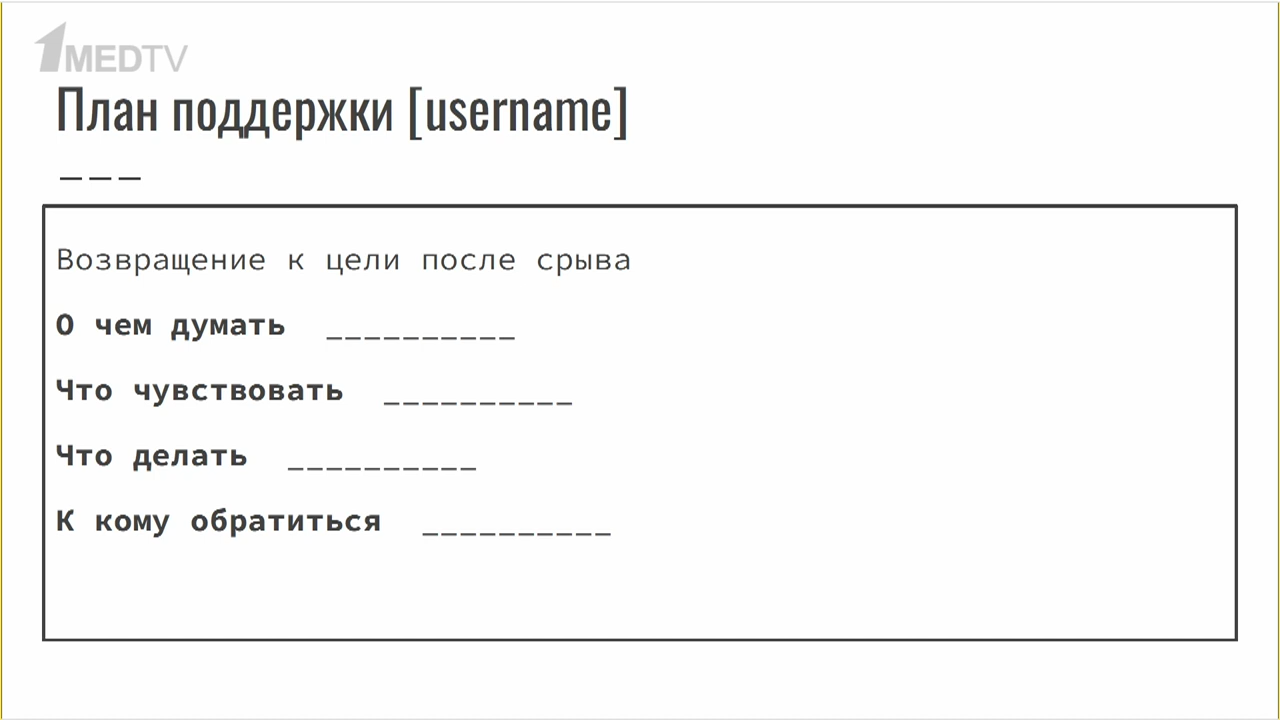 1MEDTV
План поддержки [username]
___
Возвращение к цели после срыва
О чем думать __________
Что чувствовать __________
Что делать __________
К кому обратиться __________